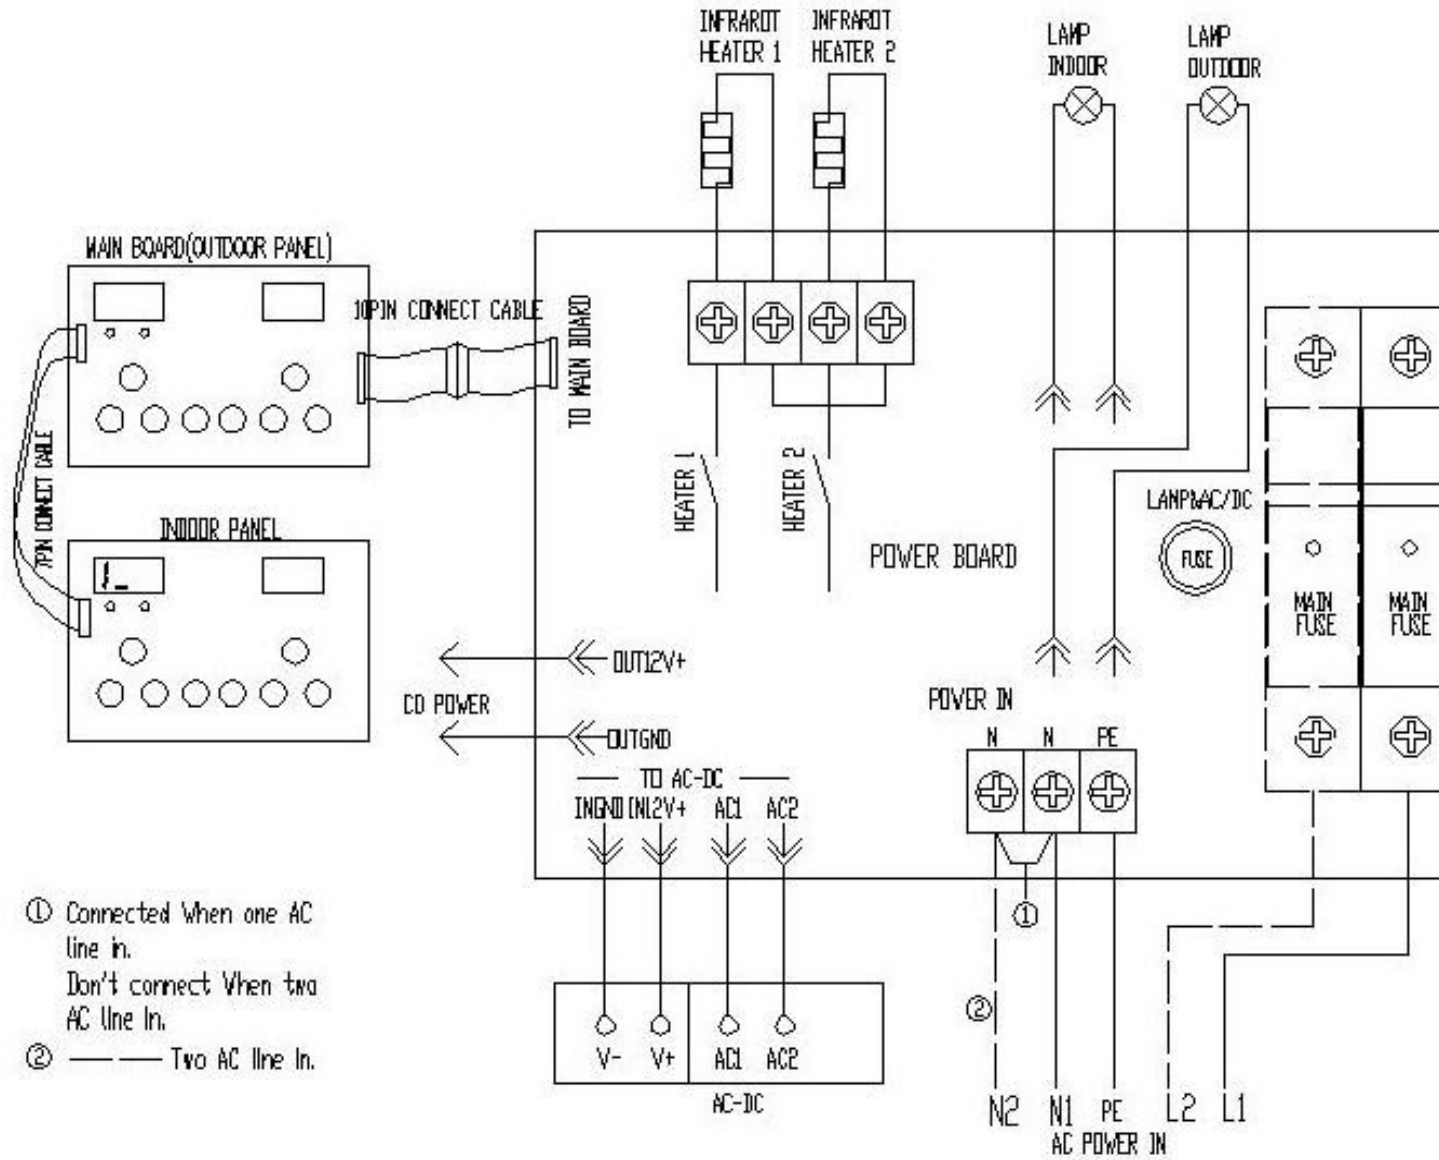 INFRAROT
HEATER 1
INFRAROT
HEATER 2
LAMP
INDOOR
LAMP
OUTDOOR
MAIN BOARD(OUTDOOR PANEL)
10PIN CONNECT CABLE
TO MAIN BOARD
7PIN CONNECT CABLE
INDOOR PANEL
HEATER 1
HEATER 2
POWER BOARD
LAMP&AC/DC
FUSE
MAIN
FUSE
MAIN
FUSE
OUT12V+
CD POWER
OUTGND
POWER IN
N N PE
TO AC-DC
INGND IN12V+ AC1 AC2
① Connected When one AC
line in.
Don't connect When two
AC line In.
② Two AC line In.
①
②
V- V+ AC1 AC2
AC-DC
N2 N1 PE L2 L1
AC POWER IN